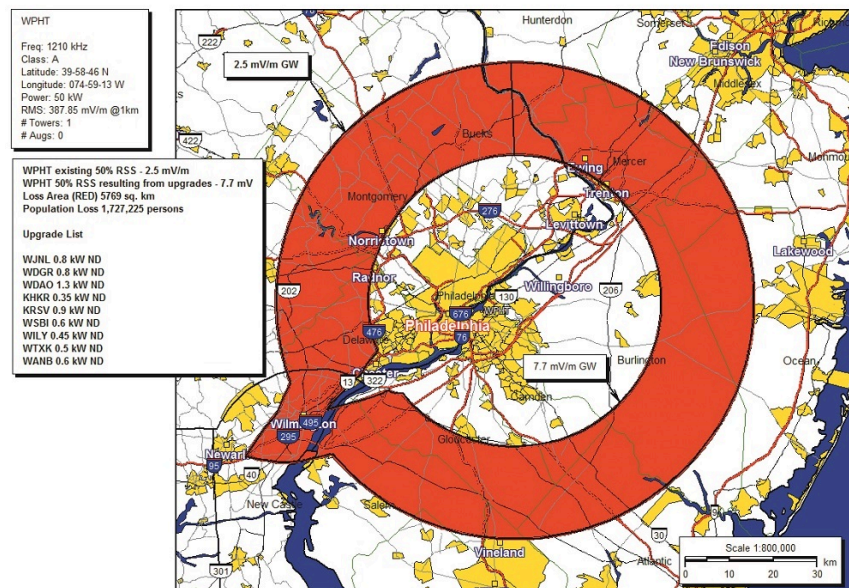 WPHT
Freq: 1210 kHz
Class: A
Latitude: 39-58-46 N
Longitude: 074-59-13 W
Power: 50 kW
RMS: 387.85 mV/m @1km
# Towers: 1
# Augs: 0
WPHT existing 50% RSS - 2.5 mV/m
WPHT 50% RSS resulting from upgrades - 7.7 mV
Loss Area (RED) 5769 sq. km
Population Loss 1,727,225 persons
Upgrade List
WJNL 0.8 kW ND
WDGR 0.8 kW ND
WDAO 1.3 kW ND
KHKR 0.35 kW ND
KRSV 0.9 kW ND
WSBI 0.6 kW ND
WILY 0.45 kW ND
WTXK 0.5 kW ND
WANB 0.6 kW ND
Hunterdon
Somerset
222
Edison
New Brunswick
2.5 mV/m GW
Middlesex
422
Bucks
Ewing
Mercer
Trenton
Montgomery
276
Levittown
Norristown
Lakewood
Radnor
202
Willingboro
206
Philadelphia
130
676
Philadelphia
476
76
Delaware
Ocean
7.7 mV/m GW
Burlington
13
322
Camden
495
295
Gloucester
Newark
95
40
New Castle
Salem
30
Vineland
Atlantic
301
Scale 1:800,000
0
10
20
30
km